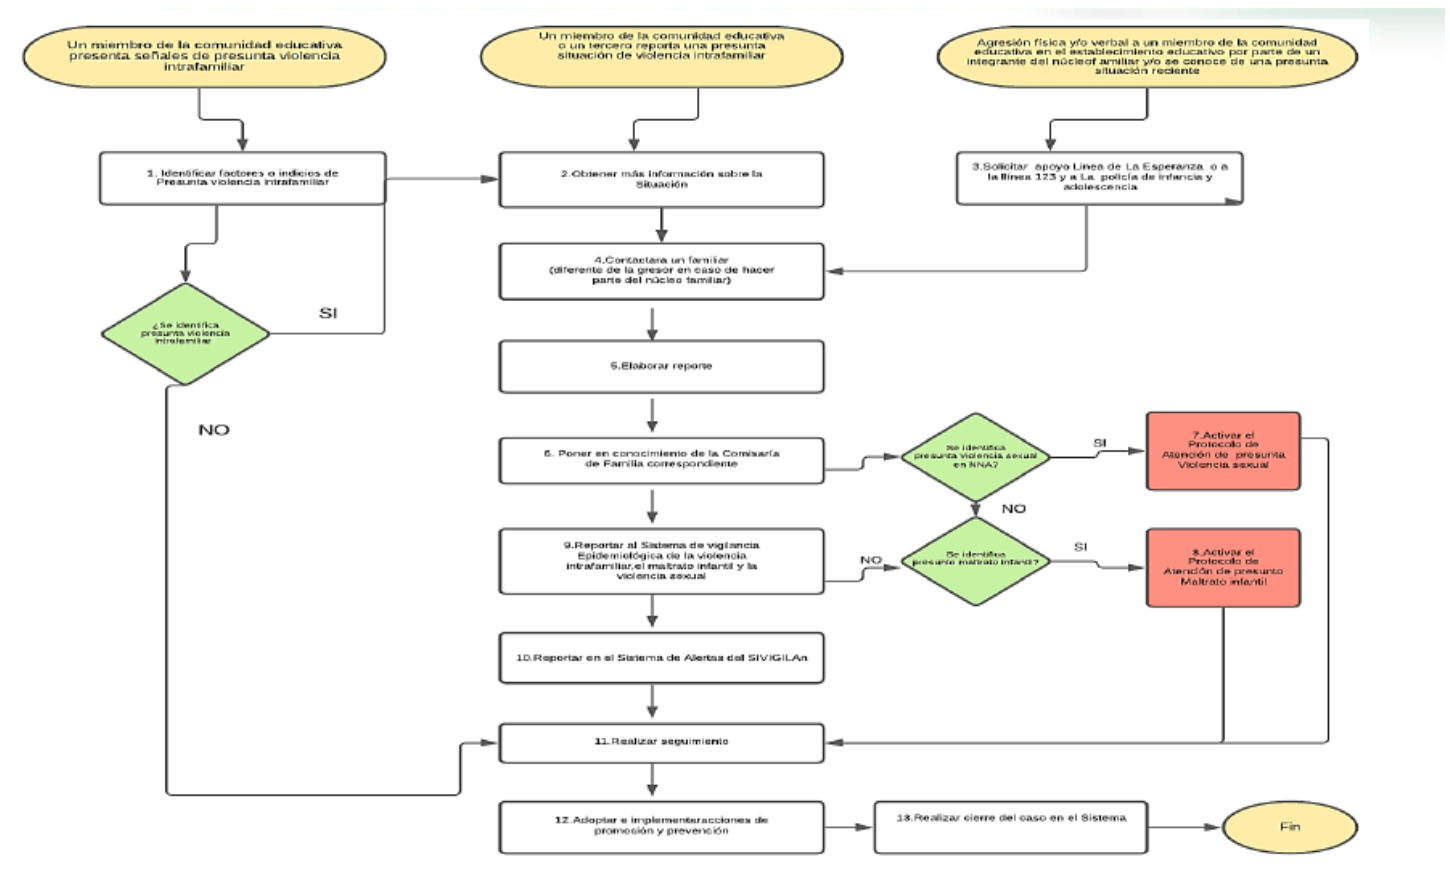 Un miembro de la comunidad educativa
presenta señales de presunta violencia
intrafamiliar
Un miembro de la comunidad educativa
o un tercero reporta una presunta
situación de violencia intrafamiliar
Agresión física y/o verbal a un miembro de la comunidad
educativa en el establecimiento educativo por parte de un
integrante del núcleof amiliar y/o se conoce de una presunta
situación reciente
1. Identificar factores o indicios de
Presunta violencia intrafamiliar
2.Obtener más información sobre la
Situación
3.Solicitar apoyo Linea de La Esperanza o a
la llinea 123 y a La policía de infancia y
adolescencia
4.Contactara un familiar
(diferente de la gresor en caso de hacer
parte del núcleo familiar)
¿Se identifica
presunta violencia
intrafamiliar
SI
NO
5.Elaborar reporte
6. Poner en conocimiento de la Comisaría
de Familia correspondiente
Se identifica
presunta violencia sexual
en NNA?
SI
7.Activar el
Protocolo de
Atención de presunta
Violencia sexual
NO
9.Reportar al Sistema de vigilancia
Epidemiológica de la violencia
intrafamiliar,el maltrato infantil y la
violencia sexual
NO
Se identifica
presunto maltrato infantil?
SI
8.Activar el
Protocolo de
Atención de presunto
Maltrato infantil
10.Reportar en el Sistema de Alertas del SIVIGILAn
11.Realizar seguimiento
12.Adoptar e implementaracciones de
promoción y prevención
13.Realizar cierre del caso en el Sistema
Fin